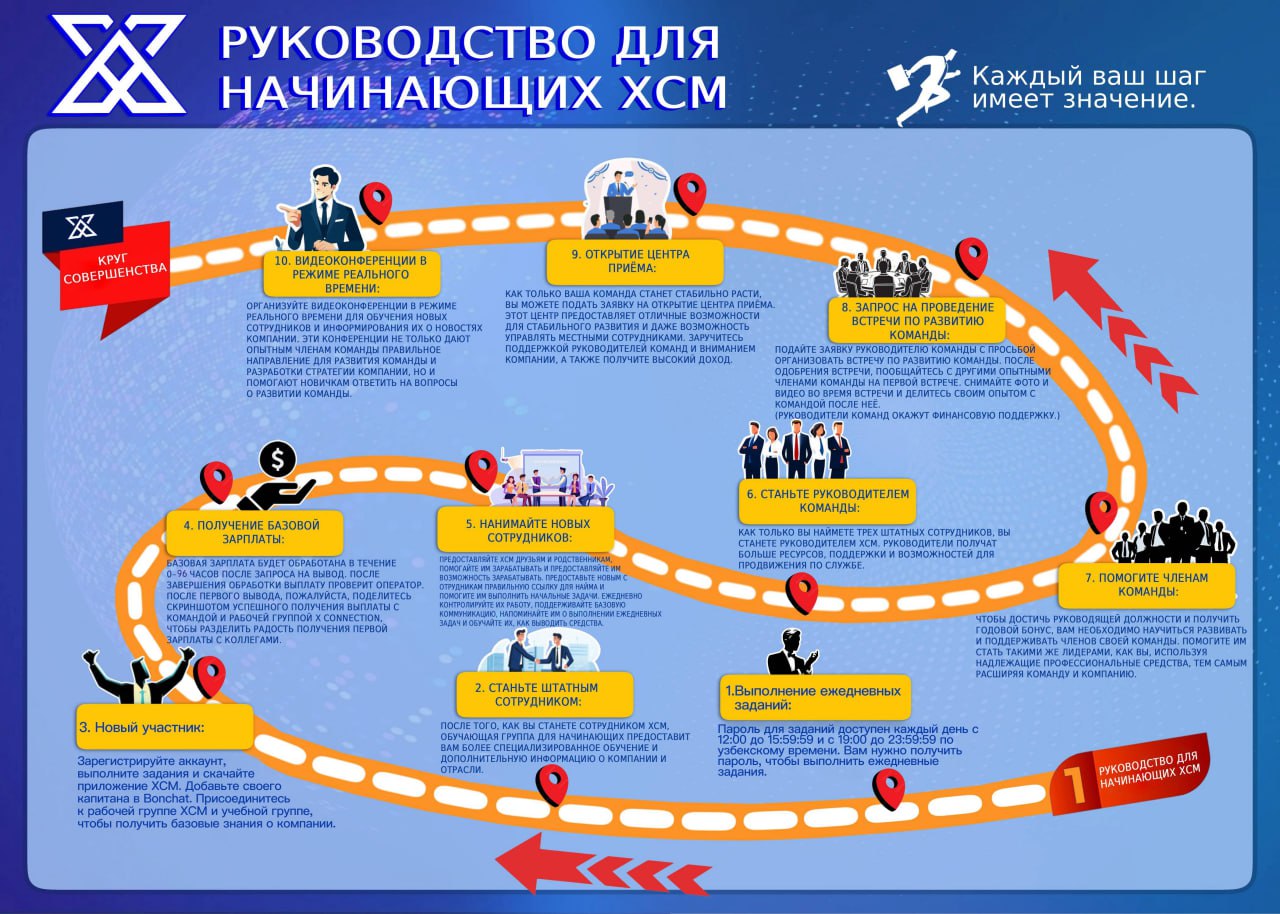 РУКОВОДСТВО ДЛЯ
НАЧИНАЮЩИХ ХСМ
Каждый ваш шаг
имеет значение.
КРУГ
СОВЕРШЕНСТВА
10. ВИДЕОКОНФЕРЕНЦИИ В
РЕЖИМЕ РЕАЛЬНОГО
ВРЕМЕНИ:
ОРГАНИЗУЙТЕ ВИДЕОКОНФЕРЕНЦИИ В РЕЖИМЕ
РЕАЛЬНОГО ВРЕМЕНИ ДЛЯ ОБУЧЕНИЯ НОВЫХ
СОТРУДНИКОВ И ИНФОРМИРОВАНИЯ ИХ О НОВОСТЯХ
КОМПАНИИ. ЭТИ КОНФЕРЕНЦИИ НЕ ТОЛЬКО ДАЮТ
ОПЫТНЫМ ЧЛЕНАМ КОМАНДЫ ПРАВИЛЬНОЕ
НАПРАВЛЕНИЕ ДЛЯ РАЗВИТИЯ КОМАНДЫ И
РАЗРАБОТКИ СТРАТЕГИИ КОМПАНИИ, НО И
ПОМОГАЮТ НОВИЧКАМ ОТВЕТИТЬ НА ВОПРОСЫ
О РАЗВИТИИ КОМАНДЫ.
9. ОТКРЫТИЕ ЦЕНТРА
ПРИЁМА:
КАК ТОЛЬКО ВАША КОМАНДА СТАНЕТ СТАБИЛЬНО РАСТИ,
ВЫ МОЖЕТЕ ПОДАТЬ ЗАЯВКУ НА ОТКРЫТИЕ ЦЕНТРА ПРИЁМА.
ЭТОТ ЦЕНТР ПРЕДОСТАВЛЯЕТ ОТЛИЧНЫЕ ВОЗМОЖНОСТИ
ДЛЯ СТАБИЛЬНОГО РАЗВИТИЯ И ДАЖЕ ВОЗМОЖНОСТЬ
УПРАВЛЯТЬ МЕСТНЫМИ СОТРУДНИКАМИ. ЗАРУЧИТЕСЬ
ПОДДЕРЖКОЙ РУКОВОДИТЕЛЕЙ КОМАНД И ВНИМАНИЕМ
КОМПАНИИ, А ТАКЖЕ ПОЛУЧИТЕ ВЫСОКИЙ ДОХОД.
8. ЗАПРОС НА ПРОВЕДЕНИЕ
ВСТРЕЧИ ПО РАЗВИТИЮ
КОМАНДЫ:
ПОДАЙТЕ ЗАЯВКУ РУКОВОДИТЕЛЮ КОМАНДЫ С ПРОСЬБОЙ
ОРГАНИЗОВАТЬ ВСТРЕЧУ ПО РАЗВИТИЮ КОМАНДЫ. ПОСЛЕ
ОДОБРЕНИЯ ВСТРЕЧИ, ПООБЩАЙТЕСЬ С ДРУГИМИ ОПЫТНЫМИ
ЧЛЕНАМИ КОМАНДЫ НА ПЕРВОЙ ВСТРЕЧЕ. СНИМАЙТЕ ФОТО И
ВИДЕО ВО ВРЕМЯ ВСТРЕЧИ И ДЕЛИТЕСЬ СВОИМ ОПЫТОМ С
КОМАНДОЙ ПОСЛЕ НЕЁ.
(РУКОВОДИТЕЛИ КОМАНД ОКАЖУТ ФИНАНСОВУЮ ПОДДЕРЖКУ.)
$
4. ПОЛУЧЕНИЕ БАЗОВОЙ
ЗАРПЛАТЫ:
БАЗОВАЯ ЗАРПЛАТА БУДЕТ ОБРАБОТАНА В ТЕЧЕНИЕ
0-96 ЧАСОВ ПОСЛЕ ЗАПРОСА НА ВЫВОД. ПОСЛЕ
ЗАВЕРШЕНИЯ ОБРАБОТКИ ВЫПЛАТУ ПРОВЕРИТ ОПЕРАТОР.
ПОСЛЕ ПЕРВОГО ВЫВОДА, ПОЖАЛУЙСТА, ПОДЕЛИТЕСЬ
СКРИНШОТОМ УСПЕШНОГО ПОЛУЧЕНИЯ ВЫПЛАТЫ С
КОМАНДОЙ И РАБОЧЕЙ ГРУППОЙ X CONNECTION,
ЧТОБЫ РАЗДЕЛИТЬ РАДОСТЬ ПОЛУЧЕНИЯ ПЕРВОЙ
ЗАРПЛАТЫ С КОЛЛЕГАМИ.
5. НАНИМАЙТЕ НОВЫХ
СОТРУДНИКОВ:
ПРЕДОСТАВЛЯЙТЕ ХСМ ДРУЗЬЯМ И РОДСТВЕННИКАМ,
ПОМОГАЙТЕ ИМ ЗАРАБАТЫВАТЬ И ПРЕДОСТАВЛЯЙТЕ ИМ
ВОЗМОЖНОСТЬ ЗАРАБАТЫВАТЬ. ПРЕДОСТАВЬТЕ НОВЫМ С
ОТРУДНИКАМ ПРАВИЛЬНУЮ ССЫЛКУ ДЛЯ НАЙМА И
ПОМОГИТЕ ИМ ВЫПОЛНИТЬ НАЧАЛЬНЫЕ ЗАДАЧИ. ЕЖЕДНЕВНО
КОНТРОЛИРУЙТЕ ИХ РАБОТУ, ПОДДЕРЖИВАЙТЕ БАЗОВУЮ
КОММУНИКАЦИЮ, НАПОМИНАЙТЕ ИМ О ВЫПОЛНЕНИИ ЕЖЕДНЕВНЫХ
ЗАДАЧ И ОБУЧАЙТЕ ИХ, КАК ВЫВОДИТЬ СРЕДСТВА.
6. СТАНЬТЕ РУКОВОДИТЕЛЕМ
КОМАНДЫ:
КАК ТОЛЬКО ВЫ НАЙМЕТЕ ТРЕХ ШТАТНЫХ СОТРУДНИКОВ, ВЫ
СТАНЕТЕ РУКОВОДИТЕЛЕМ ХСМ. РУКОВОДИТЕЛИ ПОЛУЧАТ
БОЛЬШЕ РЕСУРСОВ, ПОДДЕРЖКИ И ВОЗМОЖНОСТЕЙ ДЛЯ
ПРОДВИЖЕНИЯ ПО СЛУЖБЕ.
7. ПОМОГИТЕ ЧЛЕНАМ
КОМАНДЫ:
ЧТОБЫ ДОСТИЧЬ РУКОВОДЯЩЕЙ ДОЛЖНОСТИ И ПОЛУЧИТЬ
ГОДОВОЙ БОНУС, ВАМ НЕОБХОДИМО НАУЧИТЬСЯ РАЗВИВАТЬ
И ПОДДЕРЖИВАТЬ ЧЛЕНОВ СВОЕЙ КОМАНДЫ. ПОМОГИТЕ ИМ
СТАТЬ ТАКИМИ ЖЕ ЛИДЕРАМИ, КАК ВЫ, ИСПОЛЬЗУЯ
НАДЛЕЖАЩИЕ ПРОФЕССИОНАЛЬНЫЕ СРЕДСТВА, ТЕМ САМЫМ
РАСШИРЯЯ КОМАНДУ И КОМПАНИЮ.
3. Новый участник:
Зарегистрируйте аккаунт,
выполните задания и скачайте
приложение ХСМ. Добавьте своего
капитана в Bonchat. Присоединитесь
к рабочей группе ХСМ и учебной группе,
чтобы получить базовые знания о компании.
2. СТАНЬТЕ ШТАТНЫМ
СОТРУДНИКОМ:
ПОСЛЕ ТОГО, КАК ВЫ СТАНЕТЕ СОТРУДНИКОМ ХСМ,
ОБУЧАЮЩАЯ ГРУППА ДЛЯ НАЧИНАЮЩИХ ПРЕДОСТАВИТ
ВАМ БОЛЕЕ СПЕЦИАЛИЗИРОВАННОЕ ОБУЧЕНИЕ И
ДОПОЛНИТЕЛЬНУЮ ИНФОРМАЦИЮ О КОМПАНИИ И
ОТРАСЛИ.
1.Выполнение ежедневных
заданий:
Пароль для заданий доступен каждый день с
12:00 до 15:59:59 и с 19:00 до 23:59:59 по
узбекскому времени. Вам нужно получить
пароль, чтобы выполнить ежедневные
задания.
1
РУКОВОДСТВО ДЛЯ
НАЧИНАЮЩИХ ХСМ